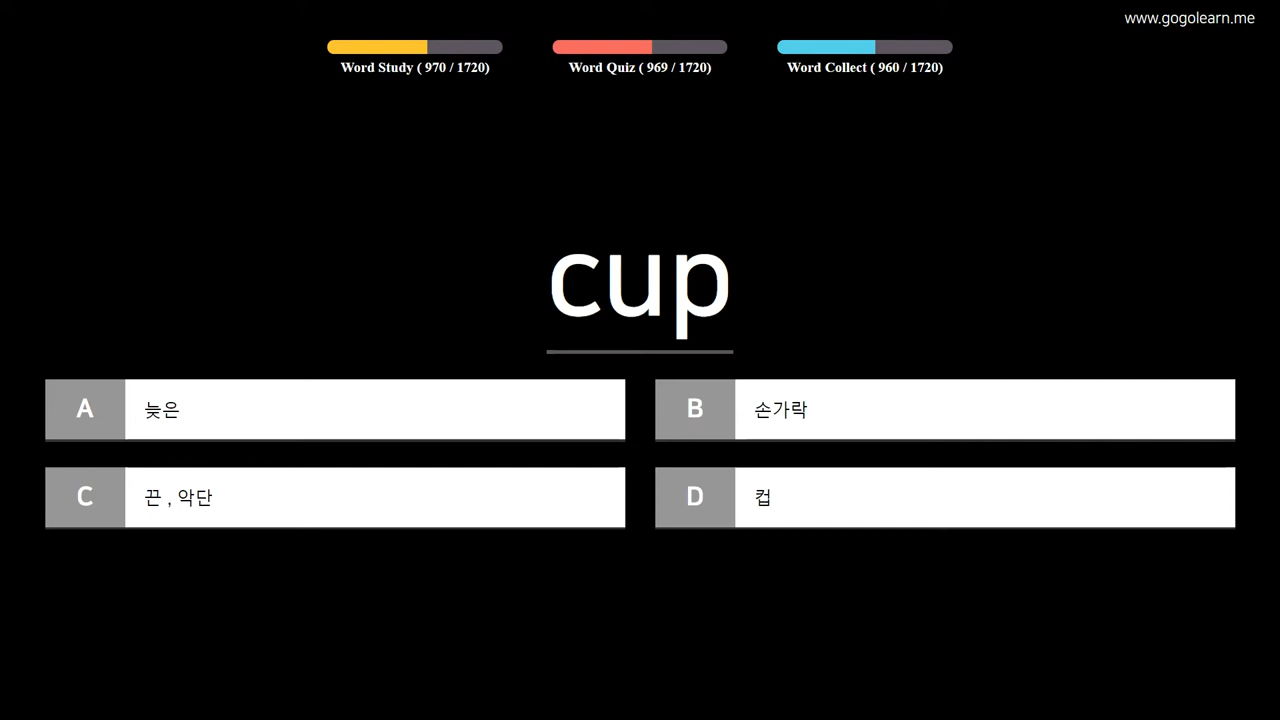 www.gogolearn.me
Word Study ( 970 / 1720)
Word Quiz ( 969 / 1720)
Word Collect ( 960 / 1720)
cup
A 늦은
B 손가락
C 끈 , 악단
D 컵